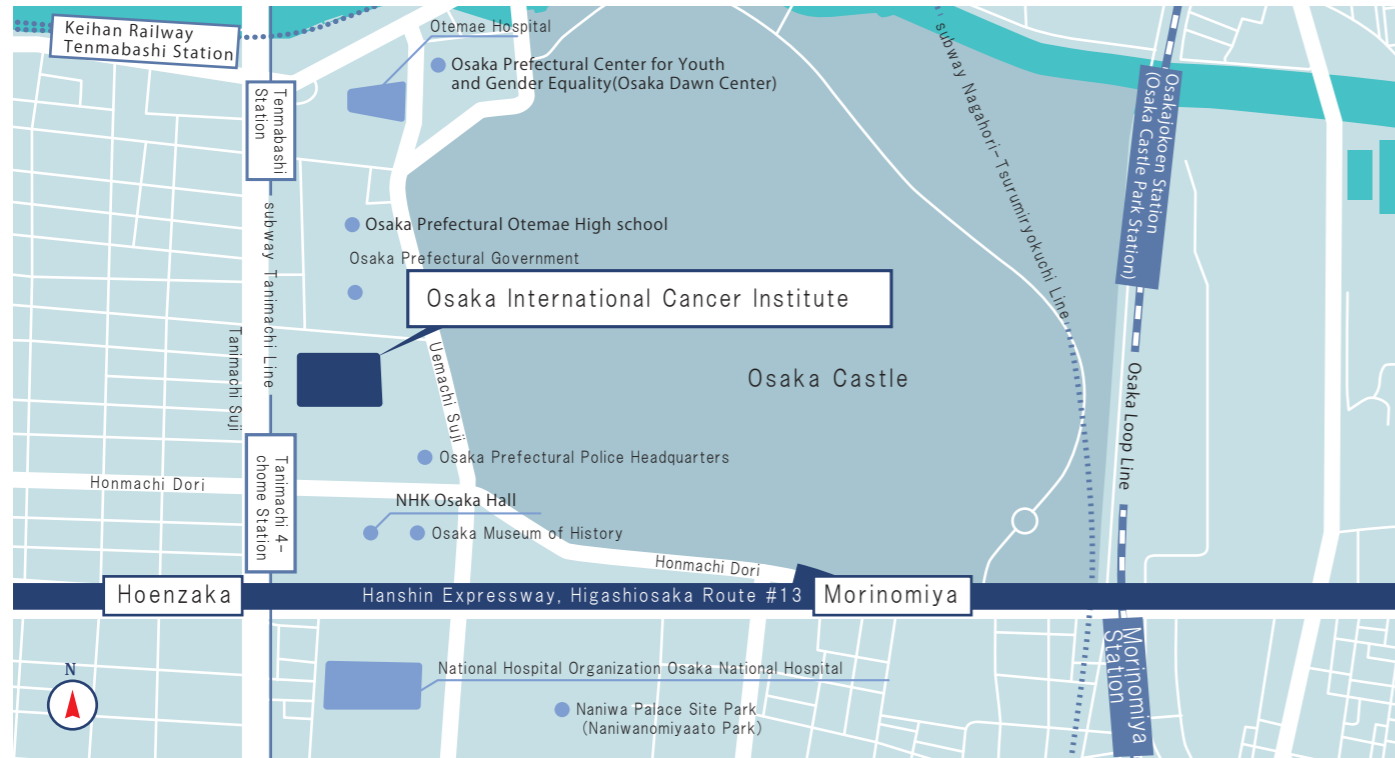 Keihan Railway
Tenmabashi Station
Otemae Hospital
Osaka Prefectural Center for Youth
and Gender Equality(Osaka Dawn Center)
Tenmabashi
Station
subway Nagahori-Tsurumiryokuchi Line
Osakajokoen Station
(Osaka Castle Park Station)
subway Tanimachi Line
Osaka Prefectural Otemae High school
Osaka Prefectural Government
Osaka International Cancer Institute
Tanimachi Suji
Uemachi Suji
Osaka Castle
Osaka Loop Line
Tanimachi 4-
chome Station
Osaka Prefectural Police Headquarters
Honmachi Dori
NHK Osaka Hall
Osaka Museum of History
Honmachi Dori
Hoenzaka
Hanshin Expressway, Higashiosaka Route #13
Morinomiya
Morinomiya
Station
National Hospital Organization Osaka National Hospital
N
Naniwa Palace Site Park
(Naniwanomiyaato Park)